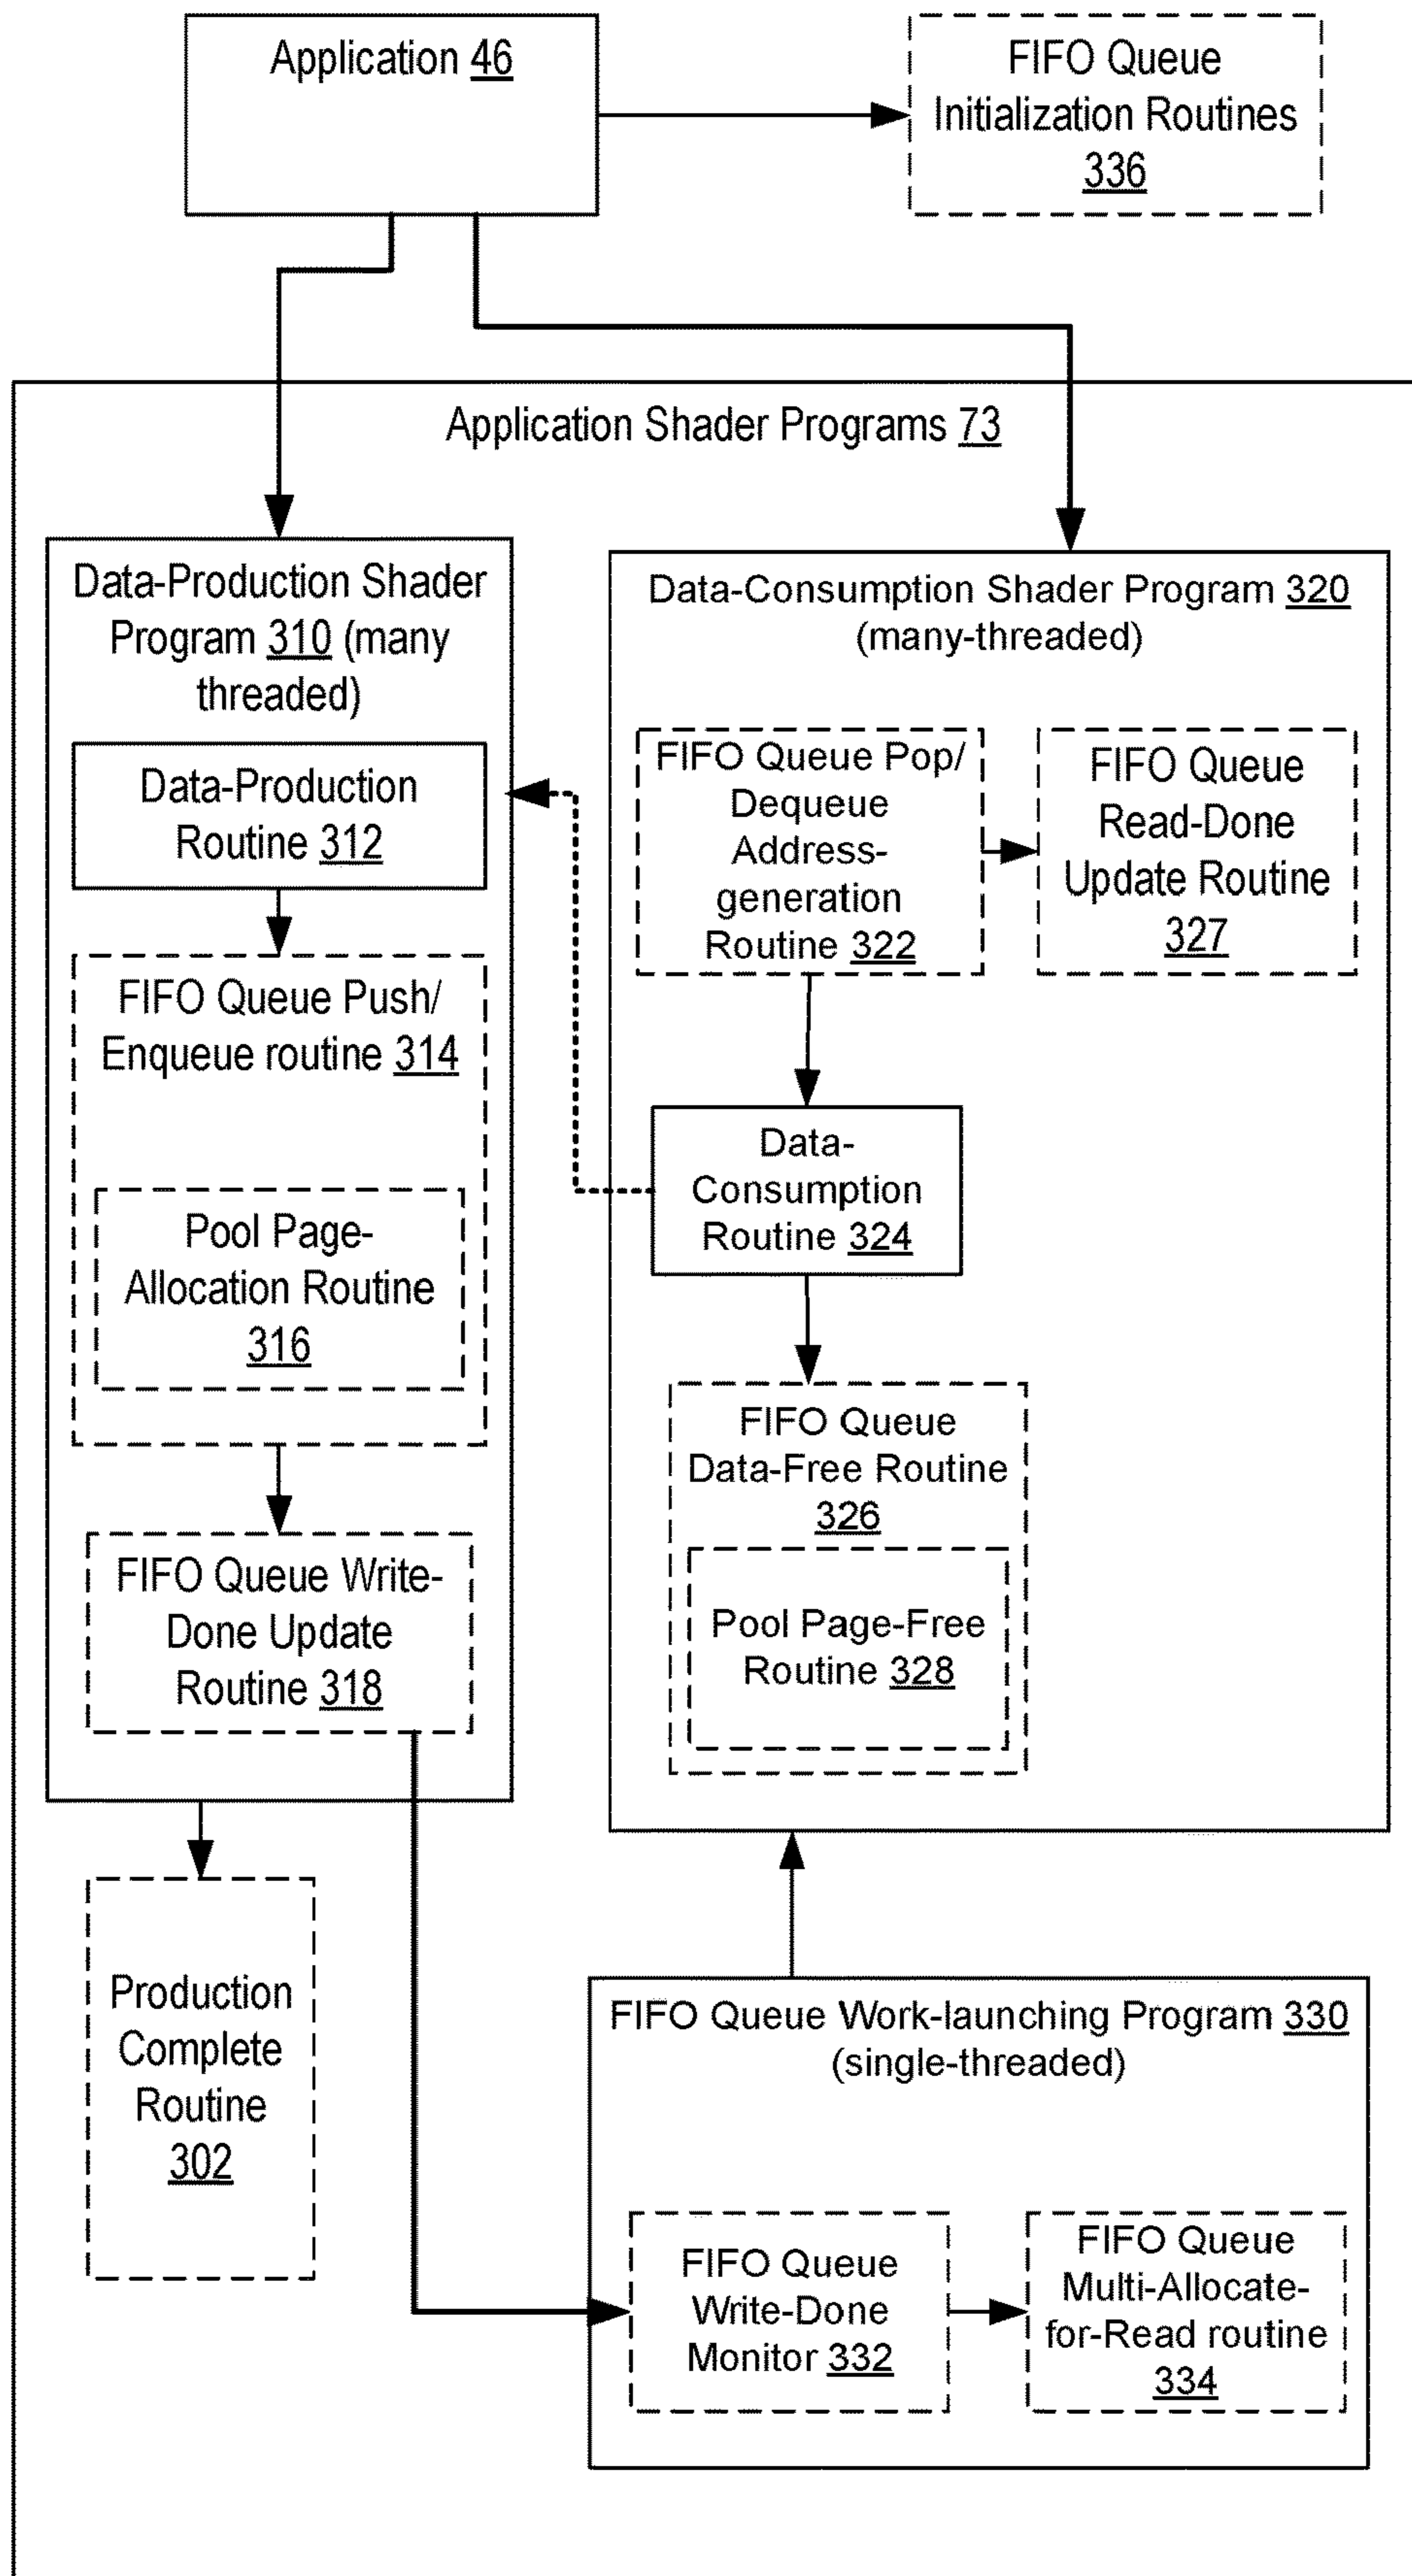 Application 46
FIFO Queue
Initialization Routines
336
Application Shader Programs 73
Data-Production Shader
Program 310 (many
threaded)
Data-Production
Routine 312
FIFO Queue Push/
Enqueue routine 314
Pool Page-
Allocation Routine
316
FIFO Queue Write-
Done Update
Routine 318
Production
Complete
Routine
302
Data-Consumption Shader Program 320
(many-threaded)
FIFO Queue Pop/
Dequeue
Address-
generation
Routine 322
FIFO Queue
Read-Done
Update Routine
327
Data-
Consumption
Routine 324
FIFO Queue
Data-Free Routine
326
Pool Page-Free
Routine 328
FIFO Queue Work-launching Program 330
(single-threaded)
FIFO Queue
Write-Done
Monitor 332
FIFO Queue
Multi-Allocate-
for-Read routine
334